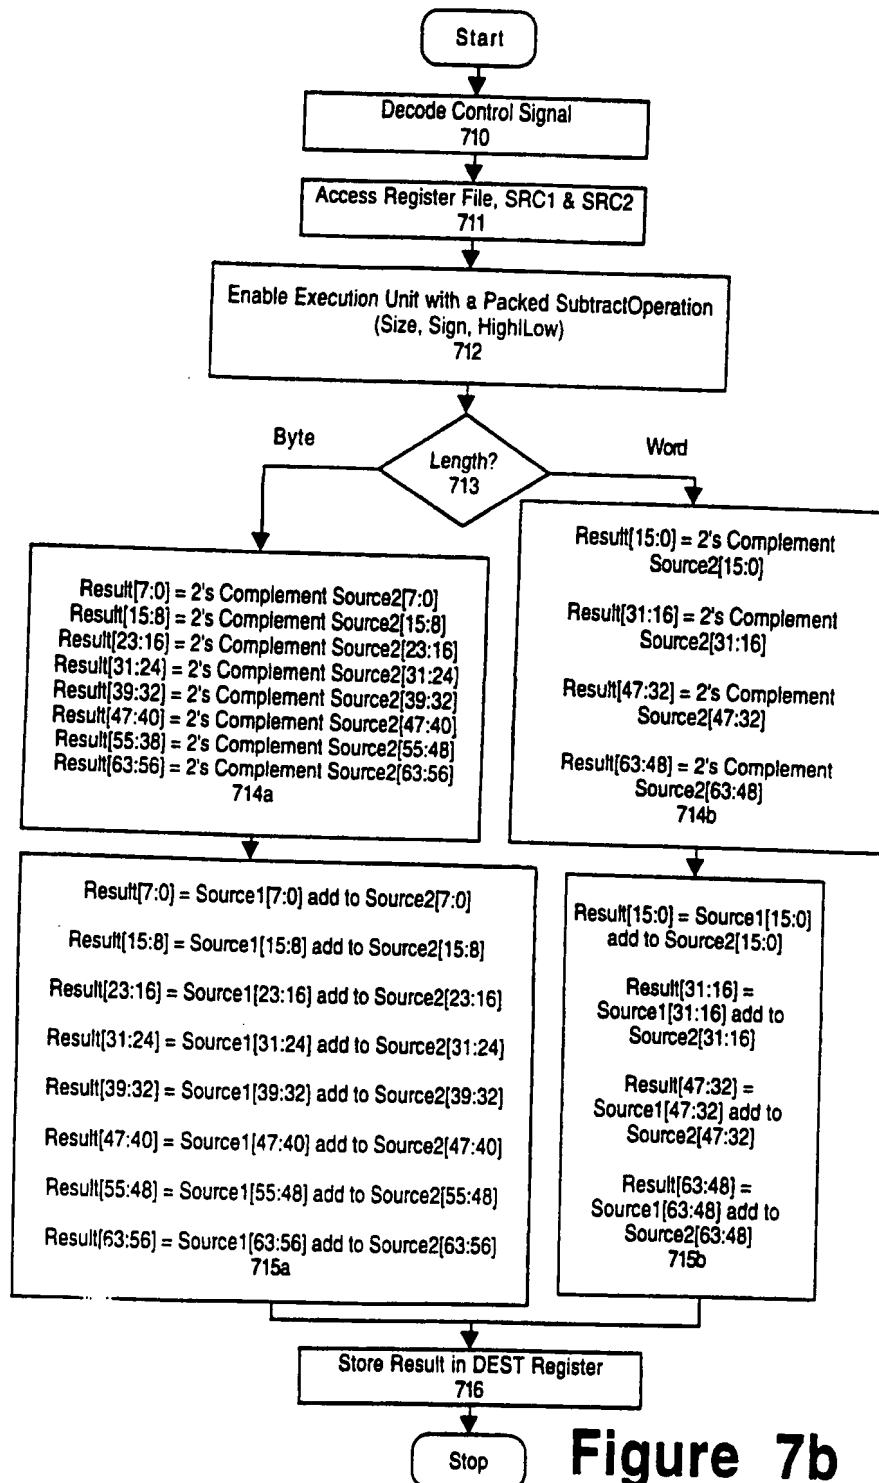 Start
Decode Control Signal
710
Access Register File, SRC1 & SRC2
711
Enable Execution Unit with a Packed SubtractOperation
(Size, Sign, High|Low)
712
Byte
Length?
713
Word
Result[7:0] = 2's Complement Source2[7:0]
Result[15:8] = 2's Complement Source2[15:8]
Result[23:16] = 2's Complement Source2[23:16]
Result[31:24] = 2's Complement Source2[31:24]
Result[39:32] = 2's Complement Source2[39:32]
Result[47:40] = 2's Complement Source2[47:40]
Result[55:38] = 2's Complement Source2[55:48]
Result[63:56] = 2's Complement Source2[63:56]
714a
Result[15:0] = 2's Complement
Source2[15:0]
Result[31:16] = 2's Complement
Source2[31:16]
Result[47:32] = 2's Complement
Source2[47:32]
Result[63:48] = 2's Complement
Source2[63:48]
714b
Result[7:0] = Source1[7:0] add to Source2[7:0]
Result[15:8] = Source1[15:8] add to Source2[15:8]
Result[23:16] = Source1[23:16] add to Source2[23:16]
Result[31:24] = Source1[31:24] add to Source2[31:24]
Result[39:32] = Source1[39:32] add to Source2[39:32]
Result[47:40] = Source1[47:40] add to Source2[47:40]
Result[55:48] = Source1[55:48] add to Source2[55:48]
Result[63:56] = Source1[63:56] add to Source2[63:56]
715a
Result[15:0] = Source1[15:0]
add to Source2[15:0]
Result[31:16] =
Source1[31:16] add to
Source2[31:16]
Result[47:32] =
Source1[47:32] add to
Source2[47:32]
Result[63:48] =
Source1[63:48] add to
Source2[63:48]
715b
Store Result in DEST Register
716
Stop
Figure 7b